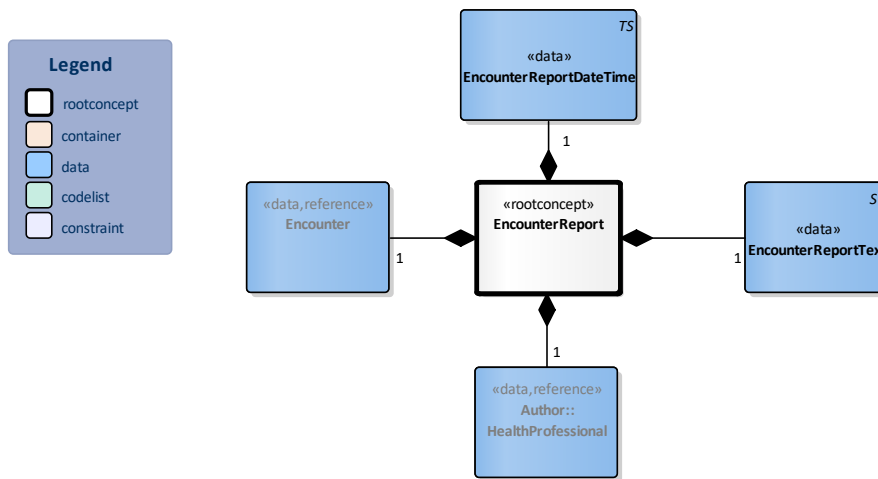 Legend
rootconcept
container
data
codelist
constraint
TS
«data»
EncounterReportDateTime
1
«data,reference»
Encounter
1
«rootconcept»
EncounterReport
S
«data»
1
«data,reference»
Author::
HealthProfessional
1